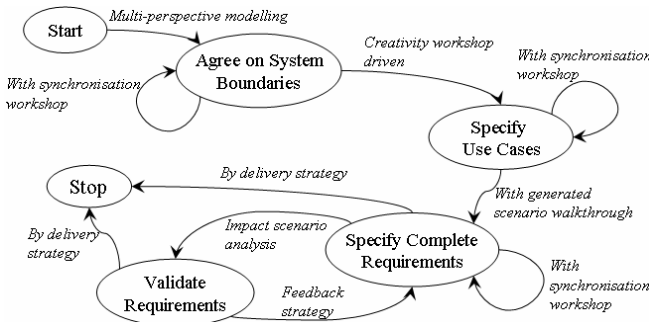 Multi-perspective modelling
Start
Creativity workshop
driven
With synchronisation
workshop
Agree on System
Boundaries
With synchronisation
workshop
Specify
Use Cases
By delivery strategy
Stop
With generated
scenario walkthrough
Impact scenario
analysis
Specify Complete
Requirements
By delivery
strategy
Validate
Requirements
Feedback
strategy
With
synchronisation
workshop